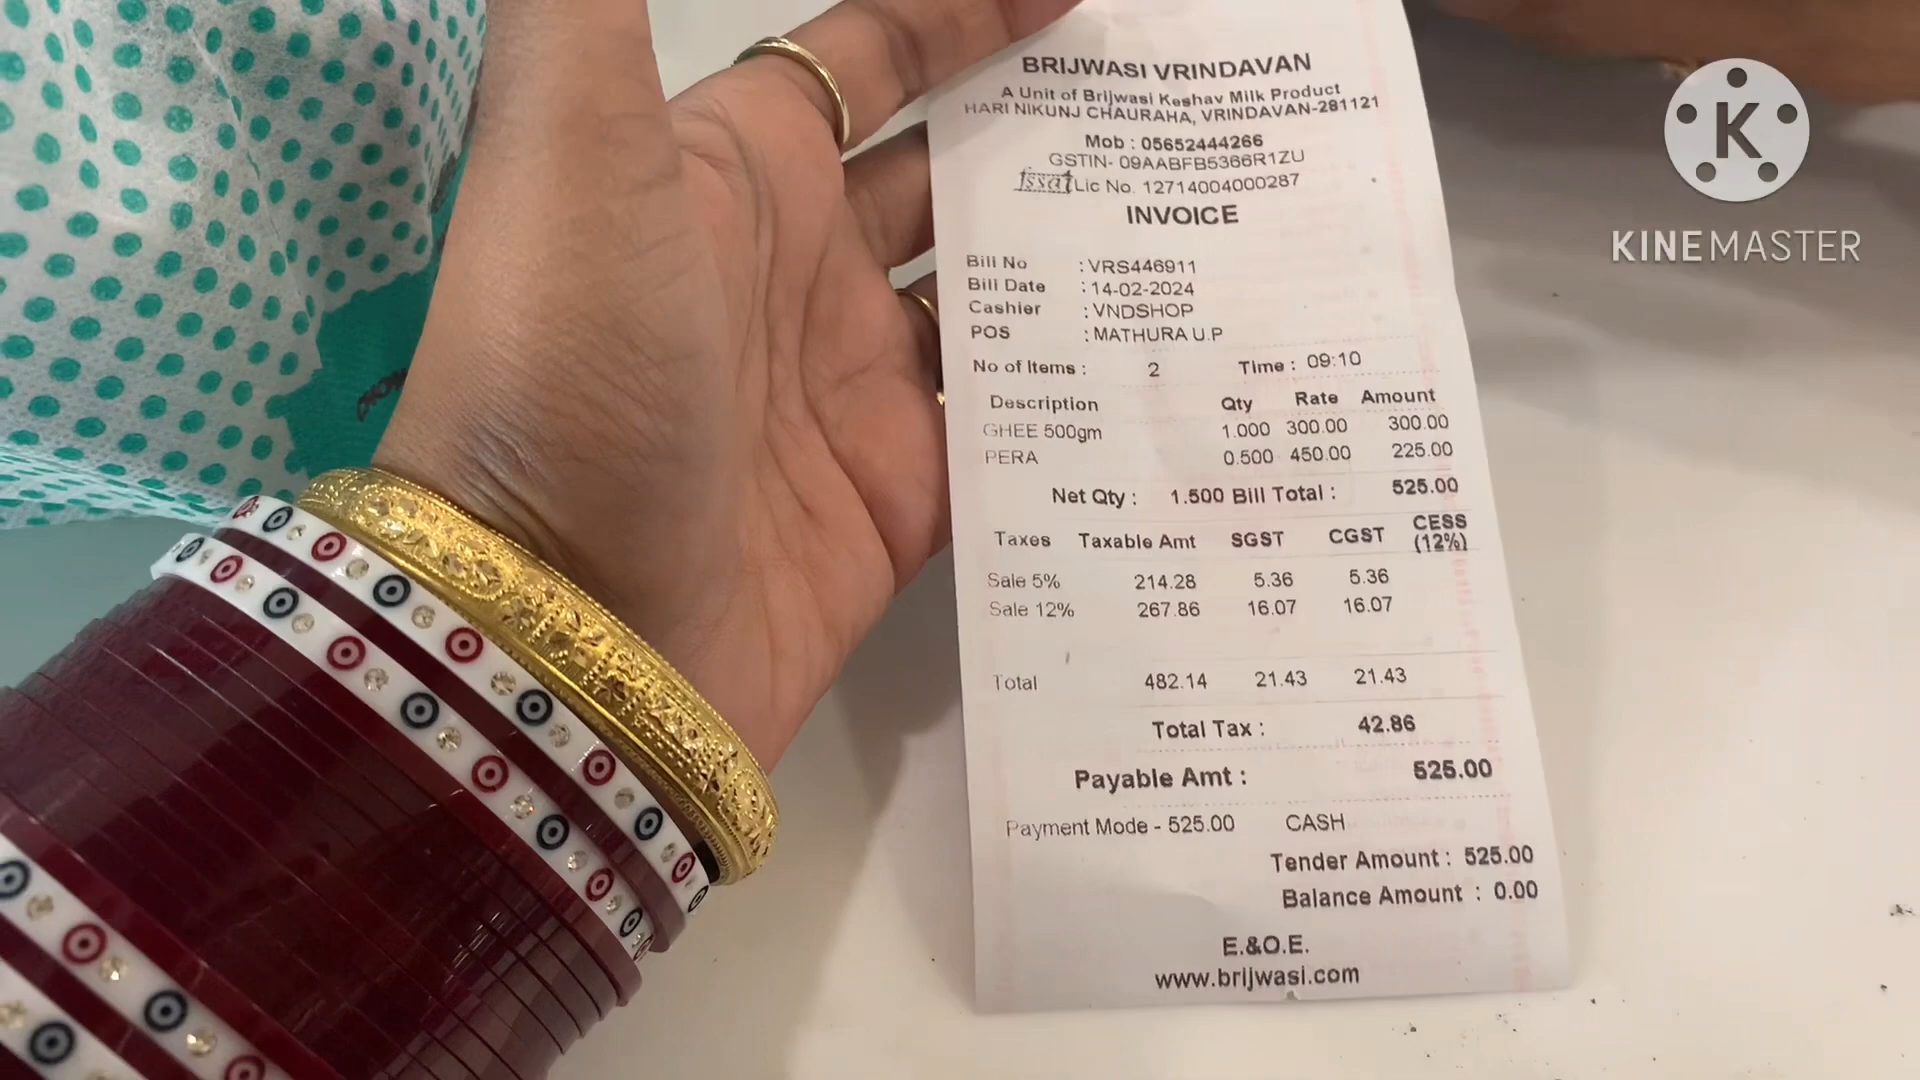 BRIJWASI VRINDAVAN
A Unit of Brijwasi Keshav Milk Product
HARI NIKUNJ CHAURAHA, VRINDAVAN-281121
Mob : 05652444266
GSTIN- 09AABFB5366R1ZU
fssai Lic No. 12714004000287
INVOICE
Bill No : VRS446911
Bill Date : 14-02-2024
Cashier : VNDSHOP
POS : MATHURA U.P
No of Items : 2 Time : 09:10
Description Qty Rate Amount
GHEE 500gm 1.000 300.00 300.00
PERA 0.500 450.00 225.00
Net Qty : 1.500 Bill Total : 525.00
Taxes Taxable Amt SGST CGST CESS (12%)
Sale 5% 214.28 5.36 5.36
Sale 12% 267.86 16.07 16.07
Total 482.14 21.43 21.43
Total Tax : 42.86
Payable Amt : 525.00
Payment Mode - 525.00 CASH
Tender Amount : 525.00
Balance Amount : 0.00
E.&O.E.
www.brijwasi.com
K
KINEMASTER